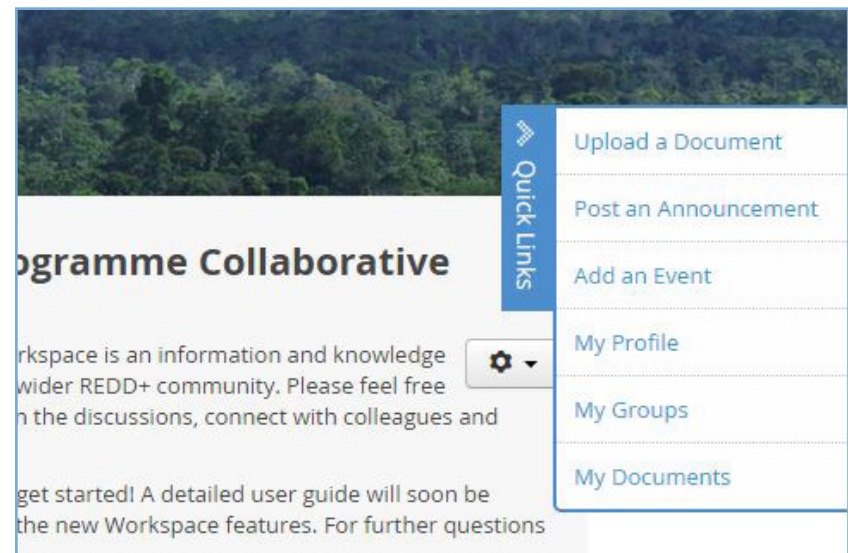 Quick Links
Upload a Document
Post an Announcement
Add an Event
My Profile
My Groups
My Documents
ogramme Collaborative
rkspace is an information and knowledge
wider REDD+ community. Please feel free
n the discussions, connect with colleagues and
get started! A detailed user guide will soon be
the new Workspace features. For further questions